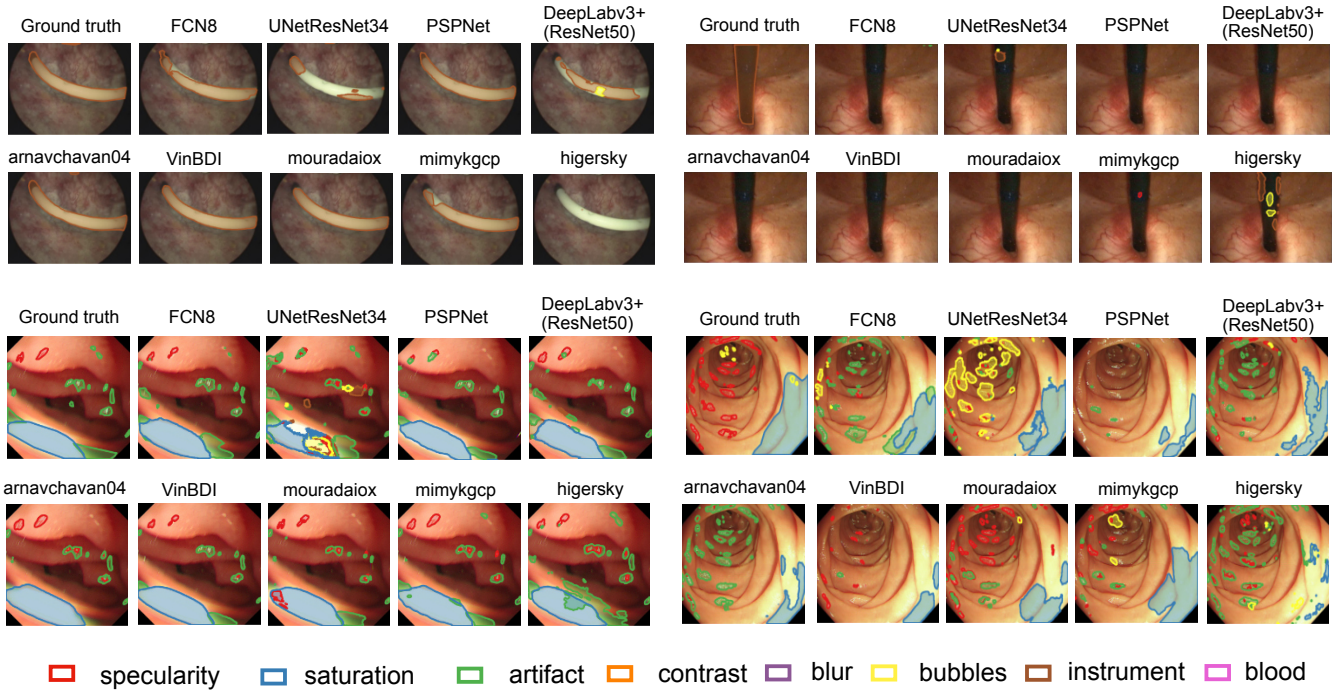 Ground truth FCN8 UNetResNet34 PSPNet DeepLabv3+
(ResNet50)
arnavchavan04 VinBDI mouradaiox mimykgcp higersky
Ground truth FCN8 UNetResNet34 PSPNet DeepLabv3+
(ResNet50)
arnavchavan04 VinBDI mouradaiox mimykgcp higersky
Ground truth FCN8 UNetResNet34 PSPNet DeepLabv3+
(ResNet50)
arnavchavan04 VinBDI mouradaiox mimykgcp higersky
Ground truth FCN8 UNetResNet34 PSPNet DeepLabv3+
(ResNet50)
arnavchavan04 VinBDI mouradaiox mimykgcp higersky
specularity saturation artifact contrast blur bubbles instrument blood